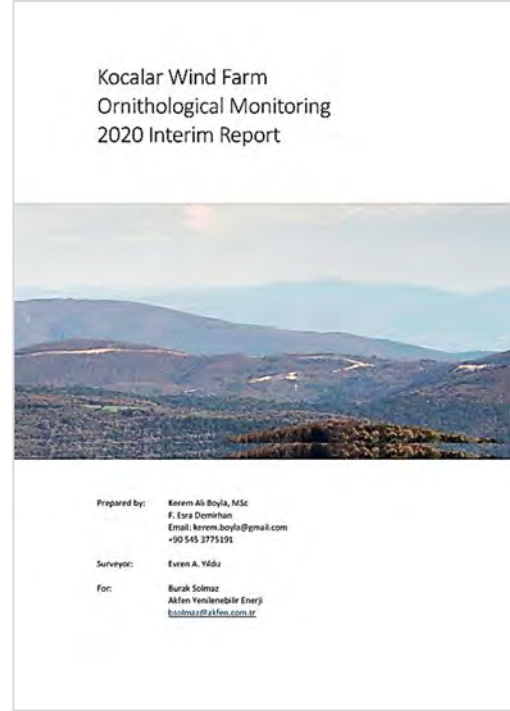 Kocalar Wind Farm
Ornithological Monitoring
2020 Interim Report
Prepared by: Kerem Ali Boyla, MSc
F. Esra Demirhan
Email: kerem.boyla@gmail.com
+90 545 3775191
Surveyor: Evren A. Yıldız
For: Burak Solmaz
Akfen Yenilenebilir Enerji
bsolmaz@akfen.com.tr